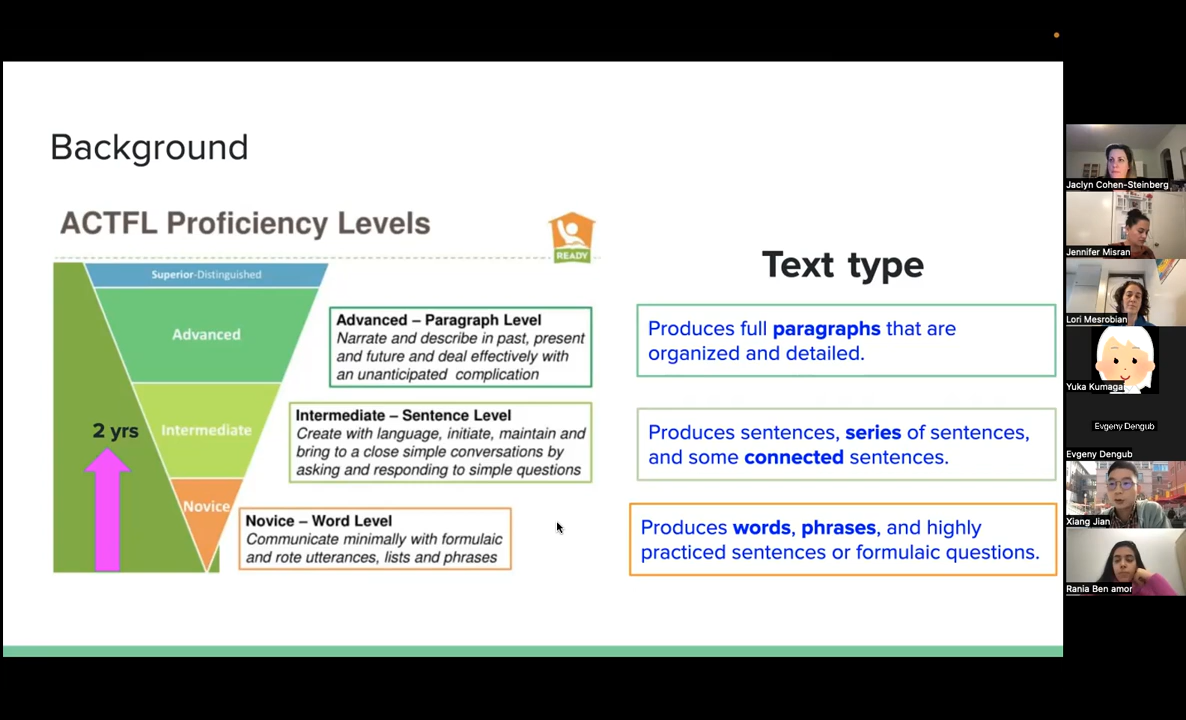 Background
ACTFL Proficiency Levels
READY
Superior-Distinguished
Advanced
Intermediate
Novice
2 yrs
Advanced – Paragraph Level
Narrate and describe in past, present
and future and deal effectively with
an unanticipated complication
Intermediate – Sentence Level
Create with language, initiate, maintain and
bring to a close simple conversations by
asking and responding to simple questions
Novice – Word Level
Communicate minimally with formulaic
and rote utterances, lists and phrases
Text type
Produces full paragraphs that are
organized and detailed.
Produces sentences, series of sentences,
and some connected sentences.
Produces words, phrases, and highly
practiced sentences or formulaic questions.
Jaclyn Cohen-Steinberg
Jennifer Misran
Lori Mesrobian
Yuka Kumagai
Evgeny Dengub
Evgeny Dengub
Xiang Jian
Rania Ben amor